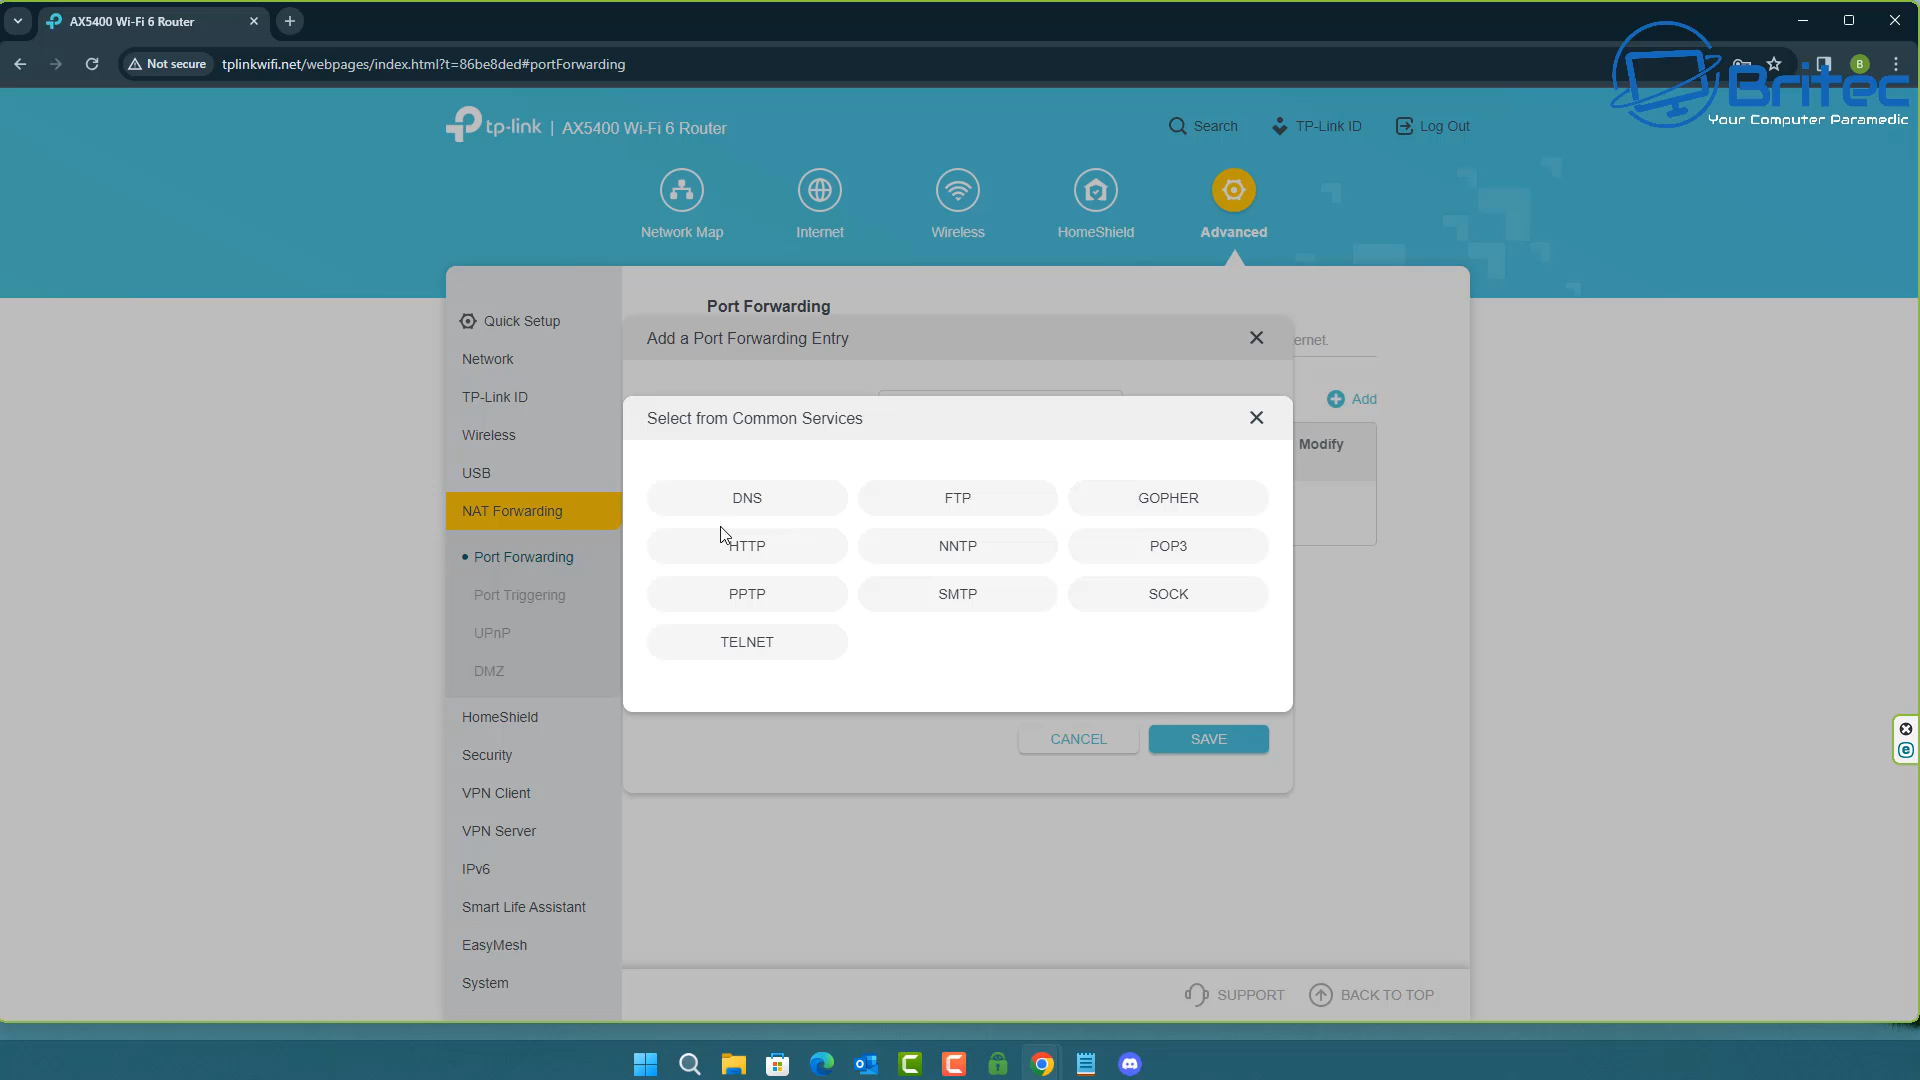 AX5400 Wi-Fi 6 Router
Not secure
tplinkwifi.net/webpages/index.html?t=86be8ded#portForwarding
B
Britec
Your Computer Paramedic
tp-link | AX5400 Wi-Fi 6 Router
Search
TP-Link ID
Log Out
Network Map
Internet
Wireless
HomeShield
Advanced
Quick Setup
Network
TP-Link ID
Wireless
USB
NAT Forwarding
Port Forwarding
Port Triggering
UPnP
DMZ
HomeShield
Security
VPN Client
VPN Server
IPv6
Smart Life Assistant
EasyMesh
System
Port Forwarding
Add a Port Forwarding Entry
ernet.
Add
Modify
Select from Common Services
DNS
FTP
GOPHER
HTTP
NNTP
POP3
PPTP
SMTP
SOCK
TELNET
CANCEL
SAVE
SUPPORT
BACK TO TOP